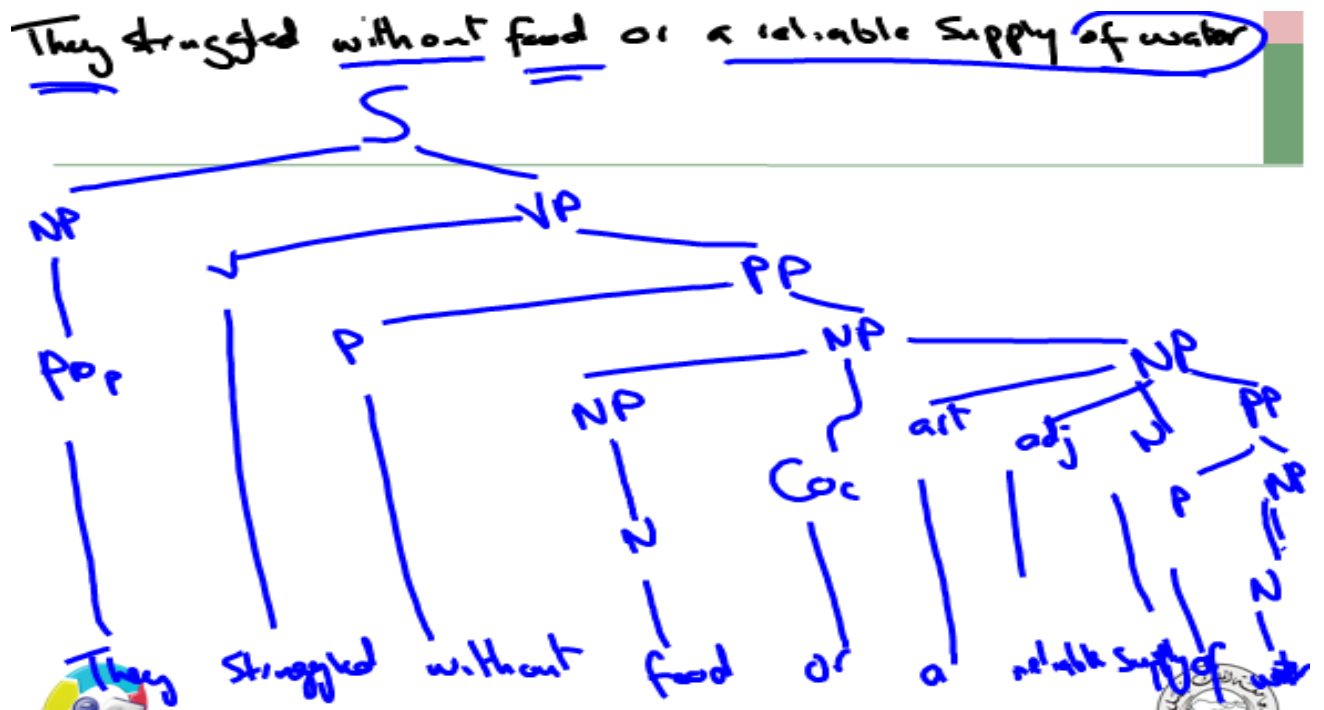 They struggled without food or a reliable Supply of water
S
NP VP
V PP
P NP NP
Pop NP art adj N PP
Coc P NP
N N
They struggled without food or a reliable supply of water